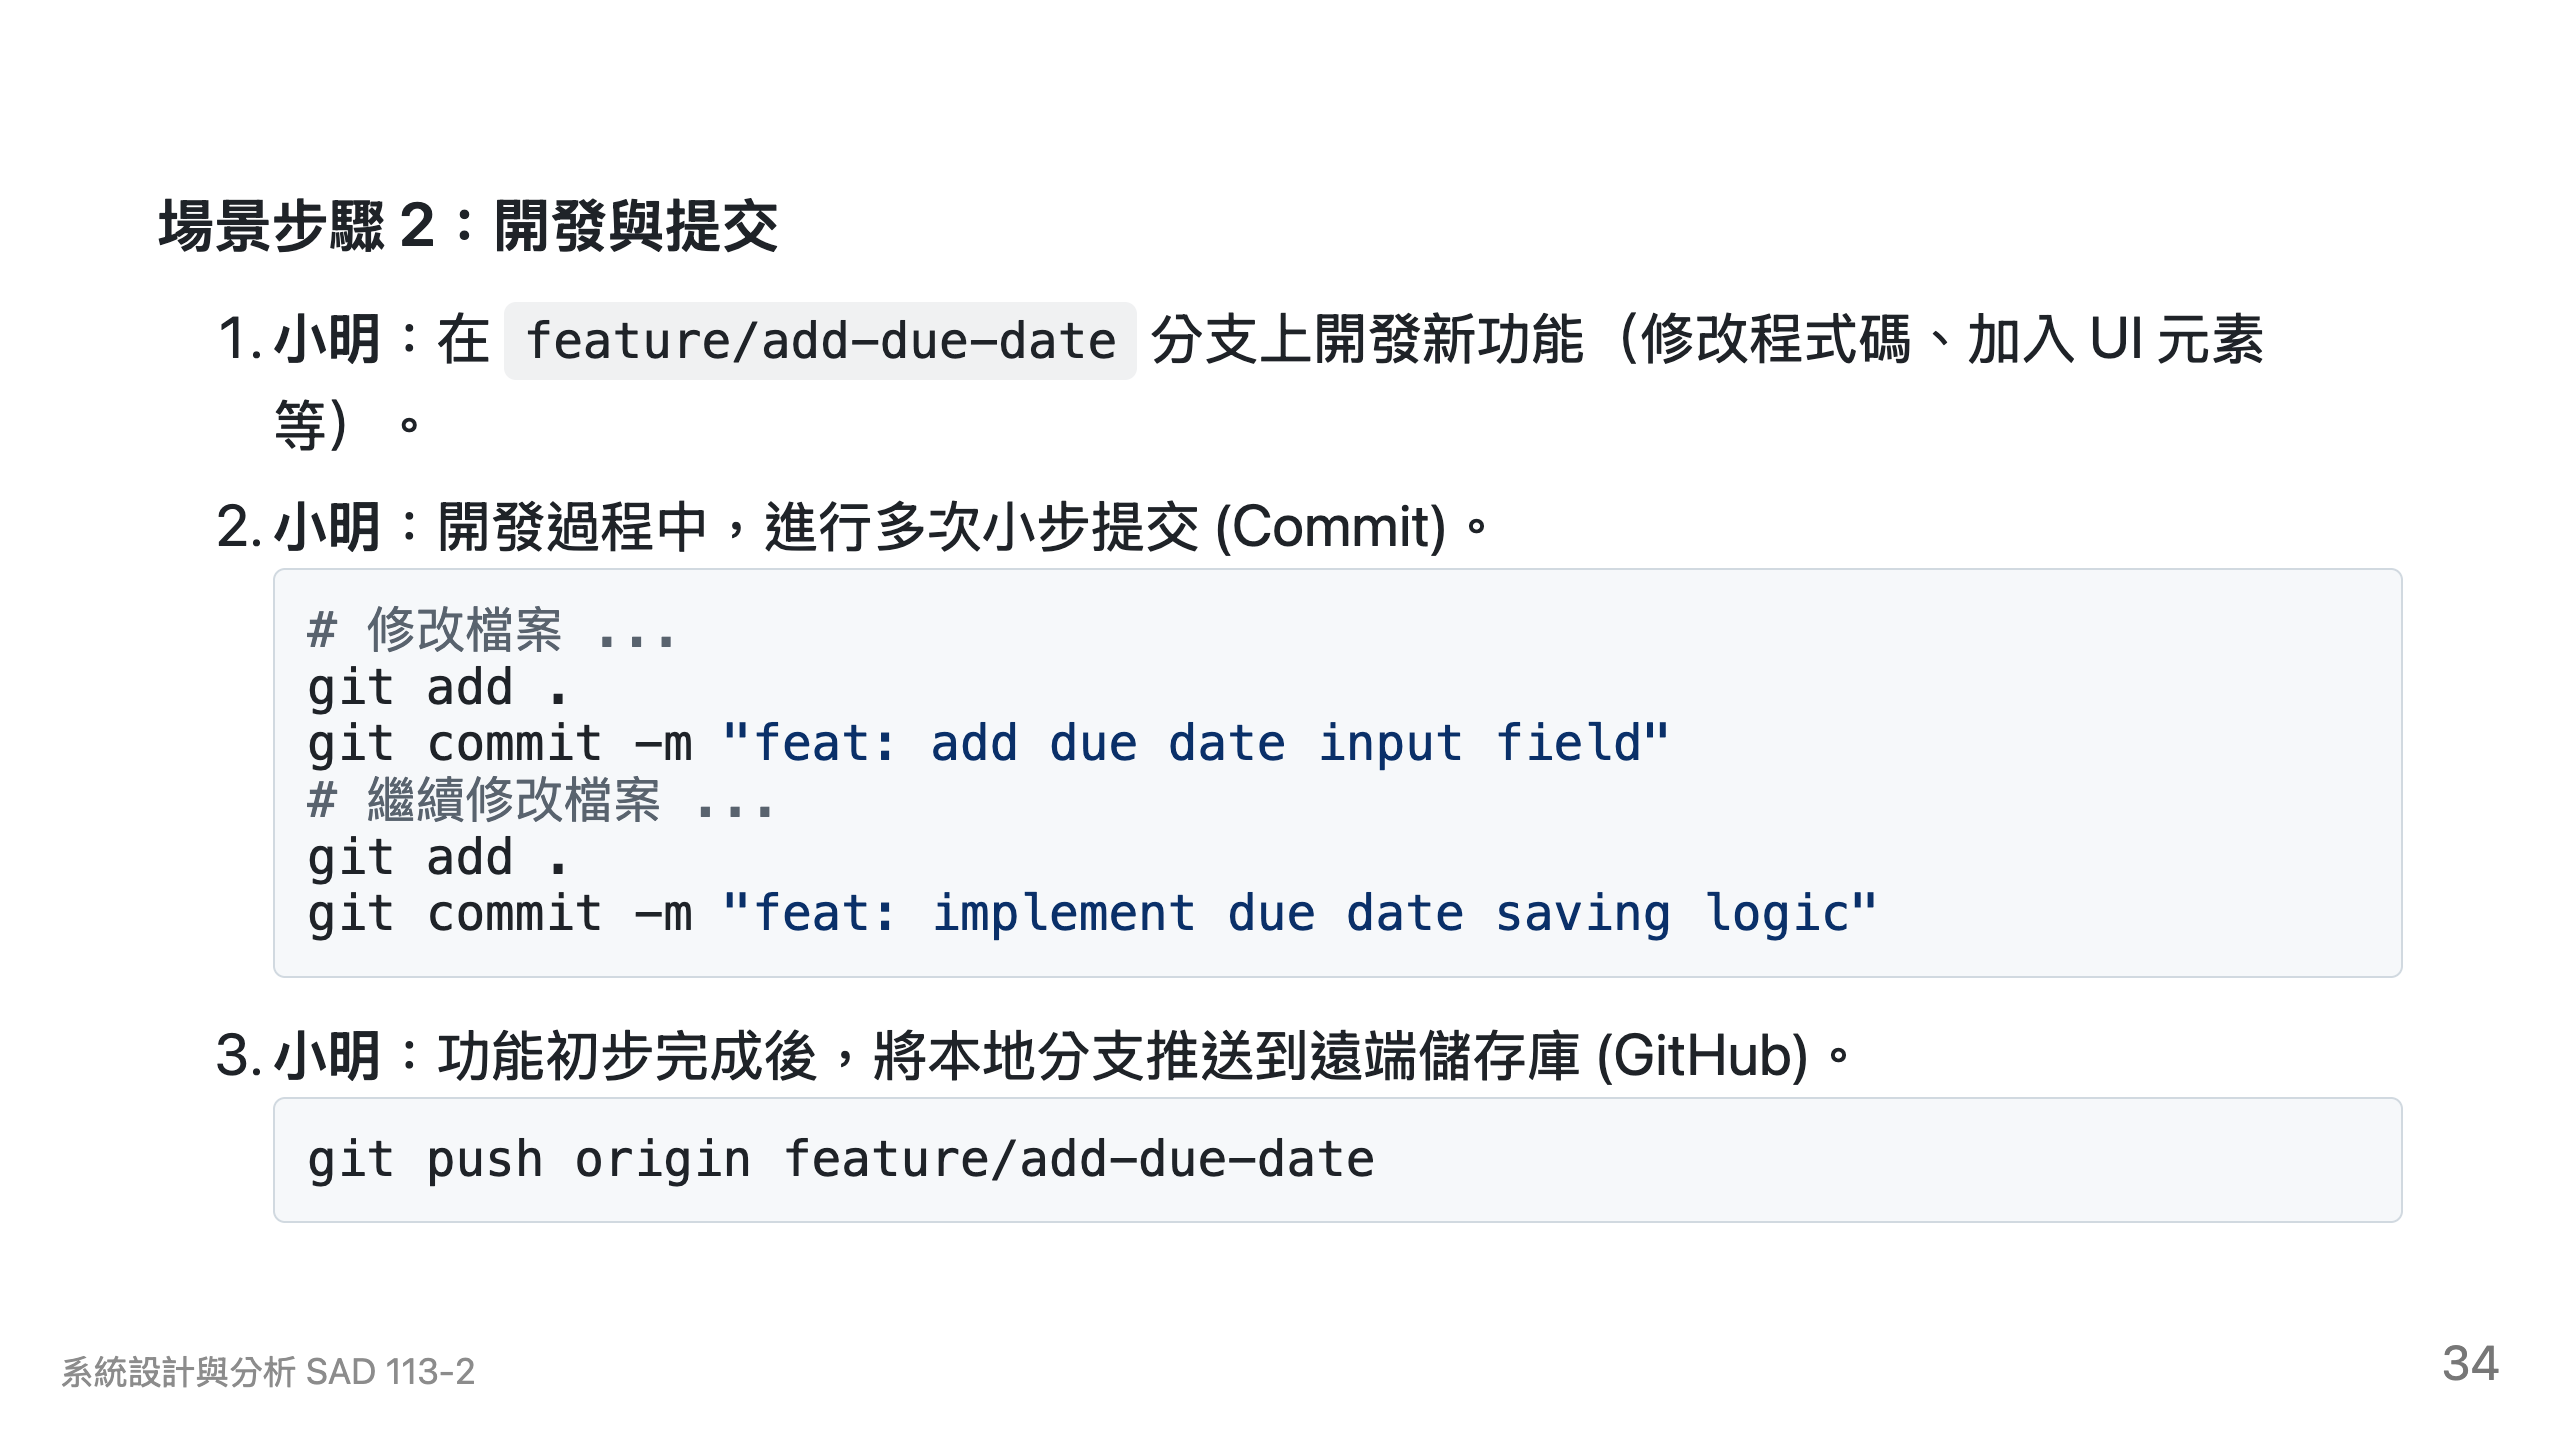 場景步驟 2：開發與提交
1. 小明：在 feature/add-due-date 分支上開發新功能（修改程式碼、加入 UI 元素
等）。
2. 小明：開發過程中，進行多次小步提交 (Commit)。
# 修改檔案 ...
git add .
git commit -m "feat: add due date input field"
# 繼續修改檔案 ...
git add .
git commit -m "feat: implement due date saving logic"
3. 小明：功能初步完成後，將本地分支推送到遠端儲存庫 (GitHub)。
git push origin feature/add-due-date
系統設計與分析 SAD 113-2
34